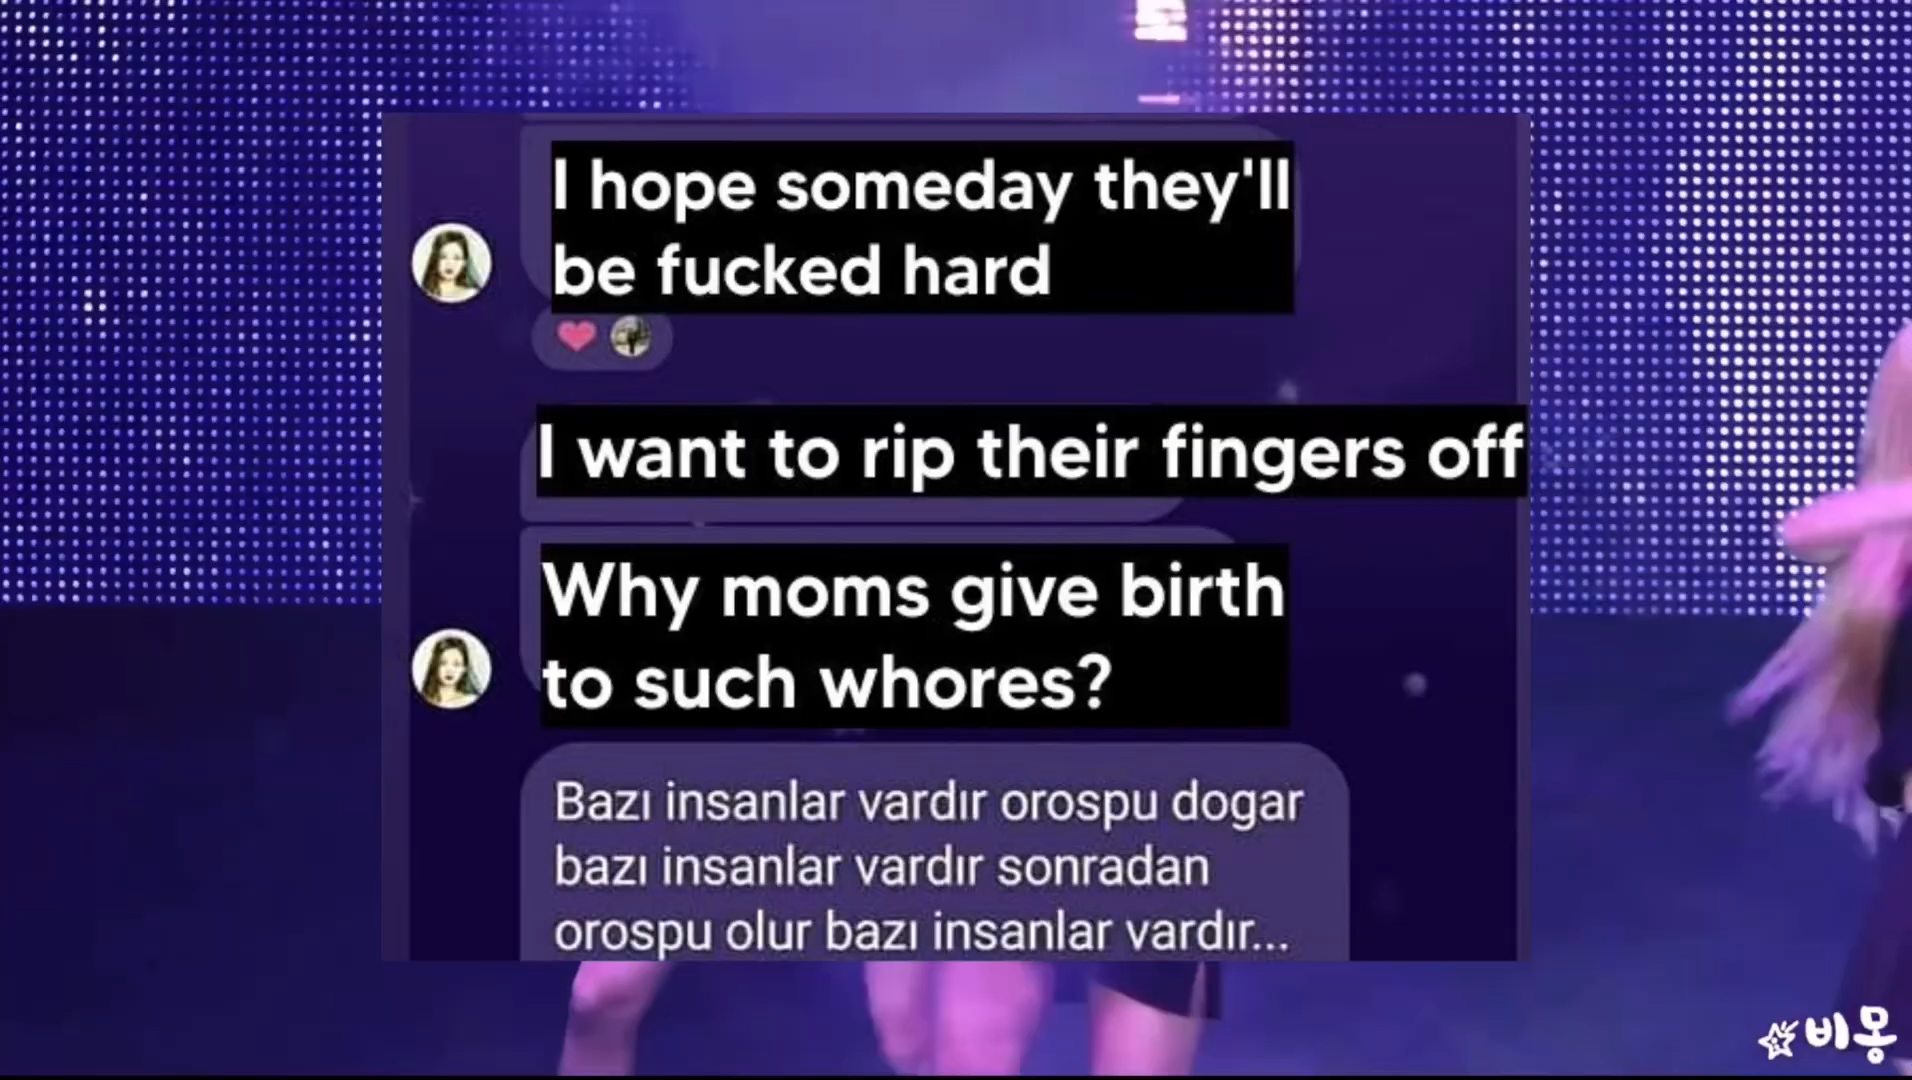 I hope someday they'll
be fucked hard
I want to rip their fingers off
Why moms give birth
to such whores?
Bazı insanlar vardır orospu dogar
bazı insanlar vardır sonradan
orospu olur bazı insanlar vardır...
비몽